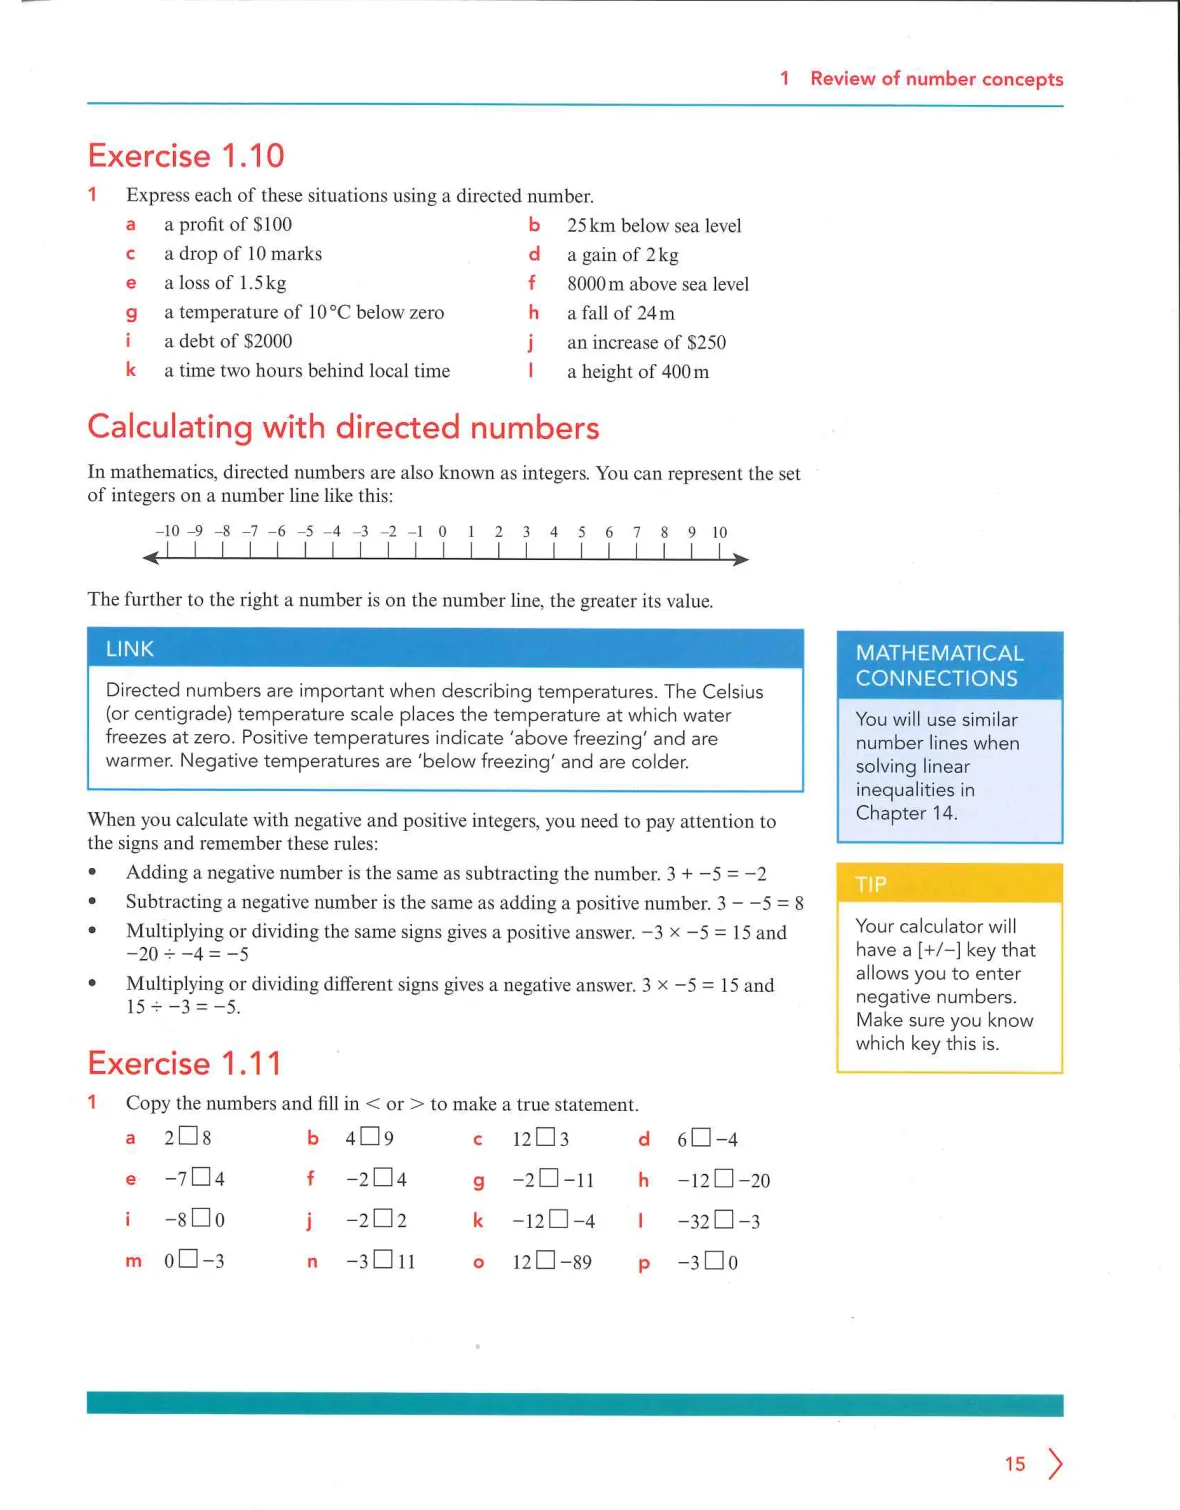 1 Review of number concepts
Exercise 1.10
1 Express each of these situations using a directed number.
a a profit of $100
b 25 km below sea level
c a drop of 10 marks
d a gain of 2 kg
e a loss of 1.5 kg
f 8000 m above sea level
g a temperature of 10 °C below zero
h a fall of 24 m
i a debt of $2000
j an increase of $250
k a time two hours behind local time
l a height of 400 m
Calculating with directed numbers
In mathematics, directed numbers are also known as integers. You can represent the set
of integers on a number line like this:
−10 −9 −8 −7 −6 −5 −4 −3 −2 −1 0 1 2 3 4 5 6 7 8 9 10
The further to the right a number is on the number line, the greater its value.
LINK
Directed numbers are important when describing temperatures. The Celsius
(or centigrade) temperature scale places the temperature at which water
freezes at zero. Positive temperatures indicate ‘above freezing’ and are
warmer. Negative temperatures are ‘below freezing’ and are colder.
When you calculate with negative and positive integers, you need to pay attention to
the signs and remember these rules:
• Adding a negative number is the same as subtracting the number. 3 + −5 = −2
• Subtracting a negative number is the same as adding a positive number. 3 − −5 = 8
• Multiplying or dividing the same signs gives a positive answer. −3 × −5 = 15 and
−20 ÷ −4 = −5
• Multiplying or dividing different signs gives a negative answer. 3 × −5 = 15 and
15 ÷ −3 = −5.
MATHEMATICAL
CONNECTIONS
You will use similar
number lines when
solving linear
inequalities in
Chapter 14.
TIP
Your calculator will
have a [+/−] key that
allows you to enter
negative numbers.
Make sure you know
which key this is.
Exercise 1.11
1 Copy the numbers and fill in < or > to make a true statement.
a 2 □ 8 b 4 □ 9 c 12 □ 3 d 6 □ −4
e −7 □ 4 f −2 □ 4 g −2 □ −11 h −12 □ −20
i −8 □ 0 j −2 □ 2 k −12 □ −4 l −32 □ −3
m 0 □ −3 n −3 □ 11 o 12 □ −89 p −3 □ 0
15